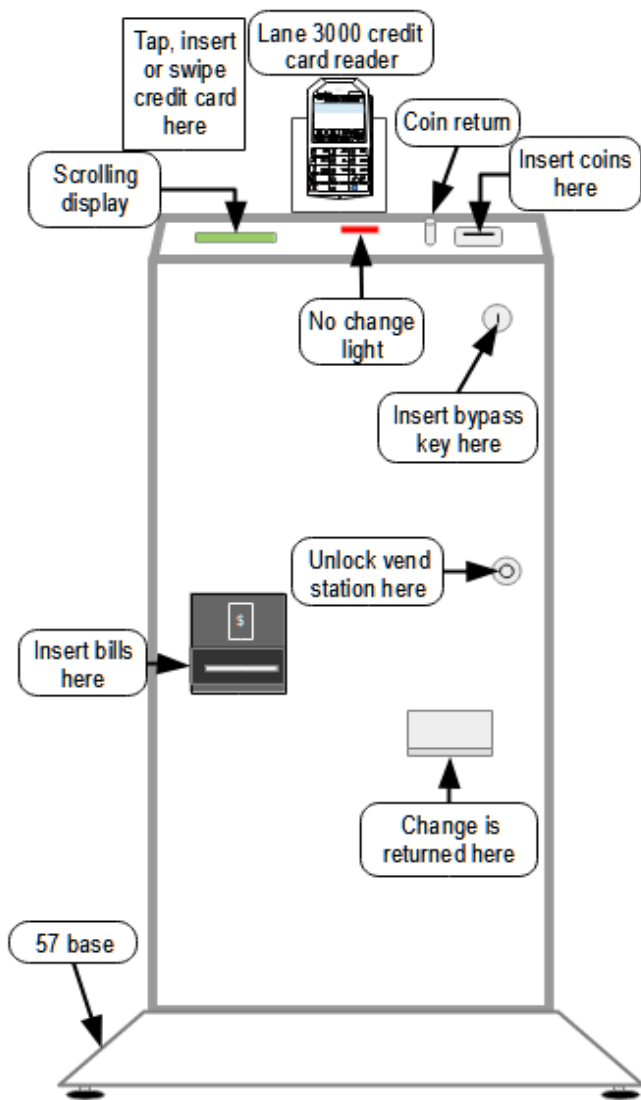 Tap, insert
or swipe
credit card
here
Lane 3000 credit
card reader
Coin return
Insert coins
here
Scrolling
display
No change
light
Insert bypass
key here
Unlock vend
station here
$
Insert bills
here
Change is
returned here
57 base